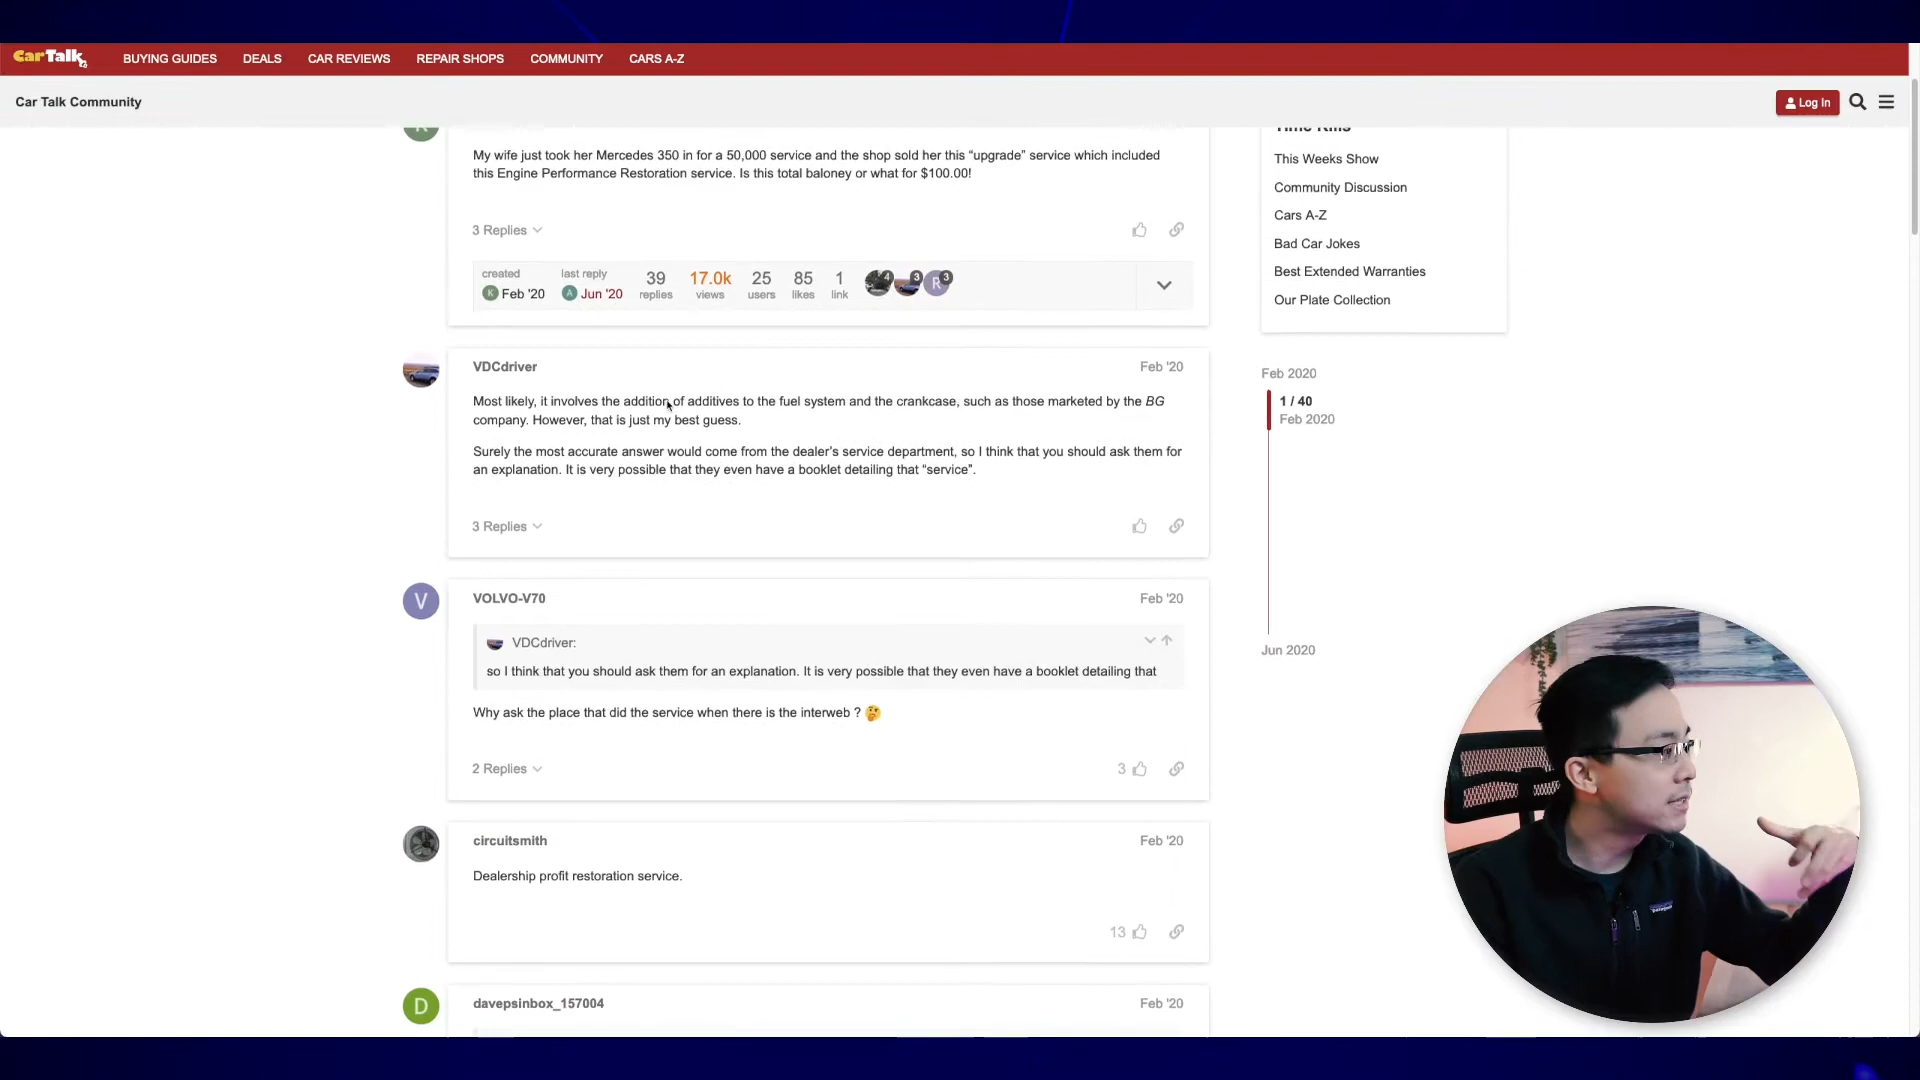 CarTalk
BUYING GUIDES DEALS CAR REVIEWS REPAIR SHOPS COMMUNITY CARS A-Z
Car Talk Community
Log In
My wife just took her Mercedes 350 in for a 50,000 service and the shop sold her this “upgrade” service which included
this Engine Performance Restoration service. Is this total baloney or what for $100.00!
3 Replies
created last reply 39 17.0k 25 85 1 4 3 R 3
K Feb '20 A Jun '20 replies views users likes link
VDCdriver Feb '20
Most likely, it involves the addition of additives to the fuel system and the crankcase, such as those marketed by the BG
company. However, that is just my best guess.
Surely the most accurate answer would come from the dealer’s service department, so I think that you should ask them for
an explanation. It is very possible that they even have a booklet detailing that “service”.
3 Replies
V
VOLVO-V70 Feb '20
VDCdriver:
so I think that you should ask them for an explanation. It is very possible that they even have a booklet detailing that
Why ask the place that did the service when there is the interweb ? 🤔
2 Replies 3
circuitsmith Feb '20
Dealership profit restoration service.
13
D
davepsinbox_157004 Feb '20
Time Kills
This Weeks Show
Community Discussion
Cars A-Z
Bad Car Jokes
Best Extended Warranties
Our Plate Collection
Feb 2020
1 / 40
Feb 2020
Jun 2020
patagonia